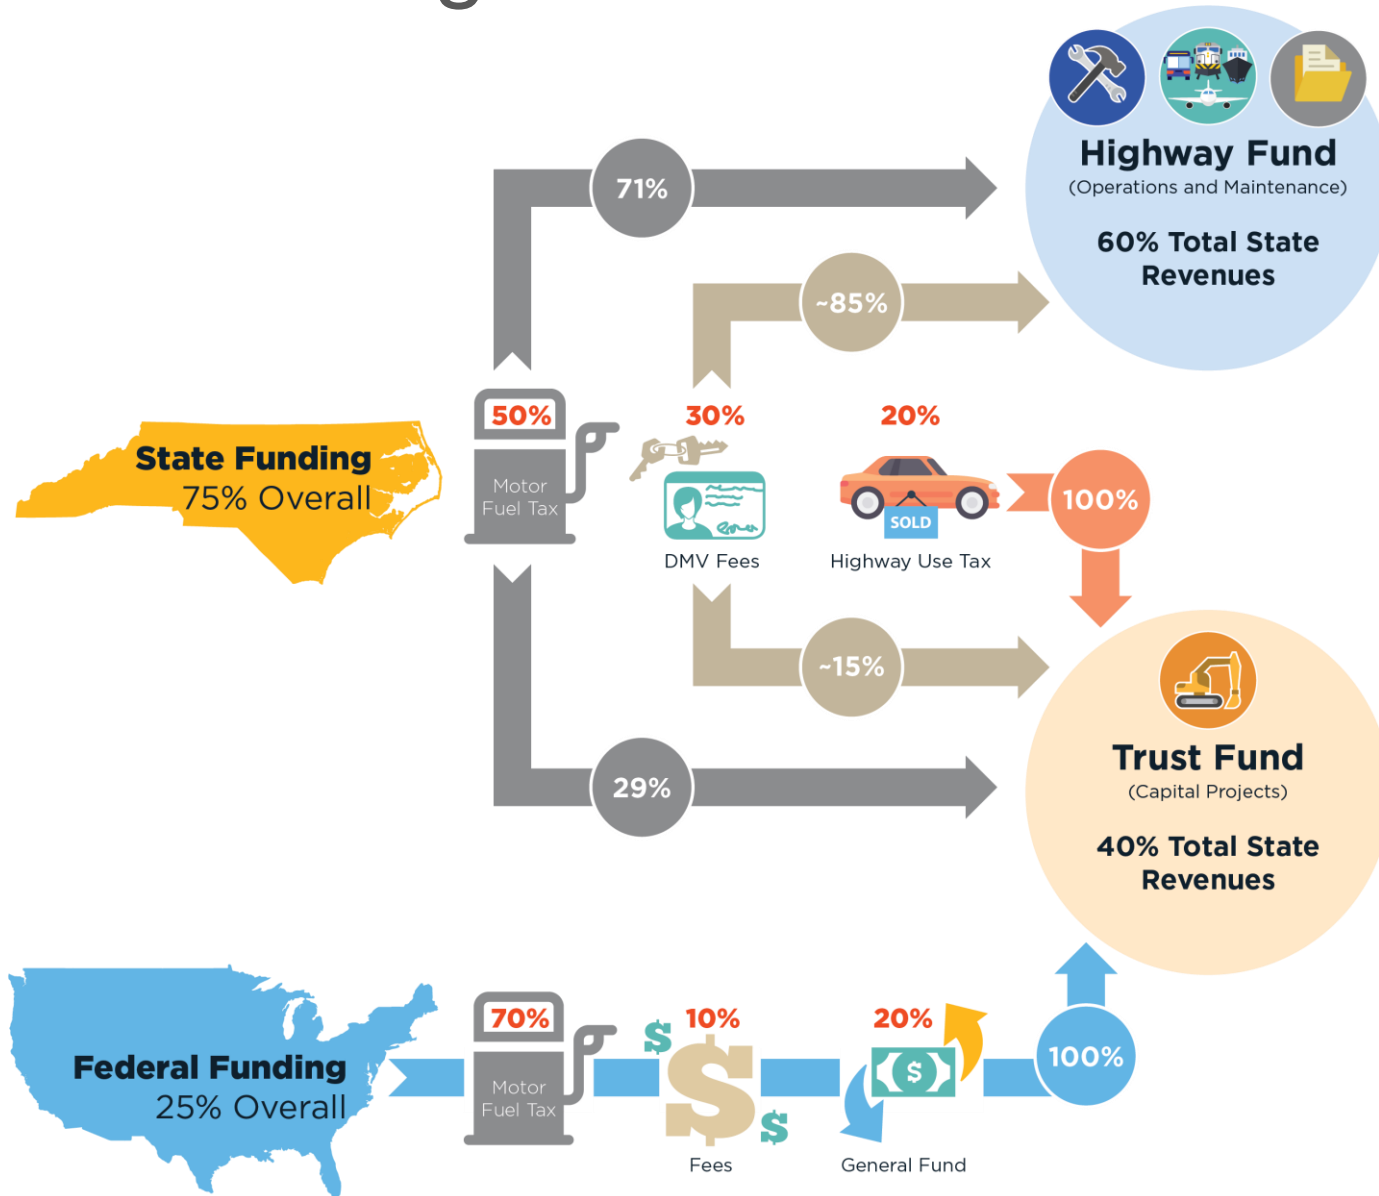 Highway Fund
(Operations and Maintenance)
60% Total State
Revenues
71%
~85%
State Funding
75% Overall
50%
Motor
Fuel Tax
30%
DMV Fees
20%
SOLD
Highway Use Tax
100%
~15%
29%
Trust Fund
(Capital Projects)
40% Total State
Revenues
Federal Funding
25% Overall
70%
Motor
Fuel Tax
$
10%
$
$
Fees
20%
$
General Fund
100%